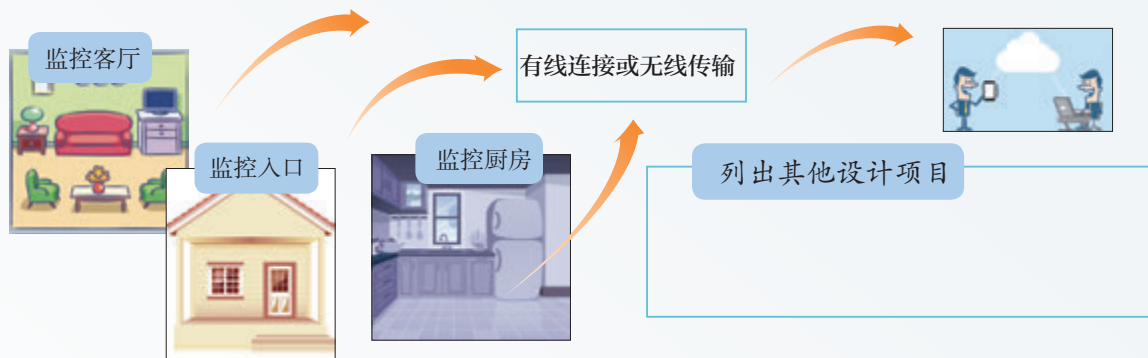 监控客厅
有线连接或无线传输
监控入口
监控厨房
列出其他设计项目